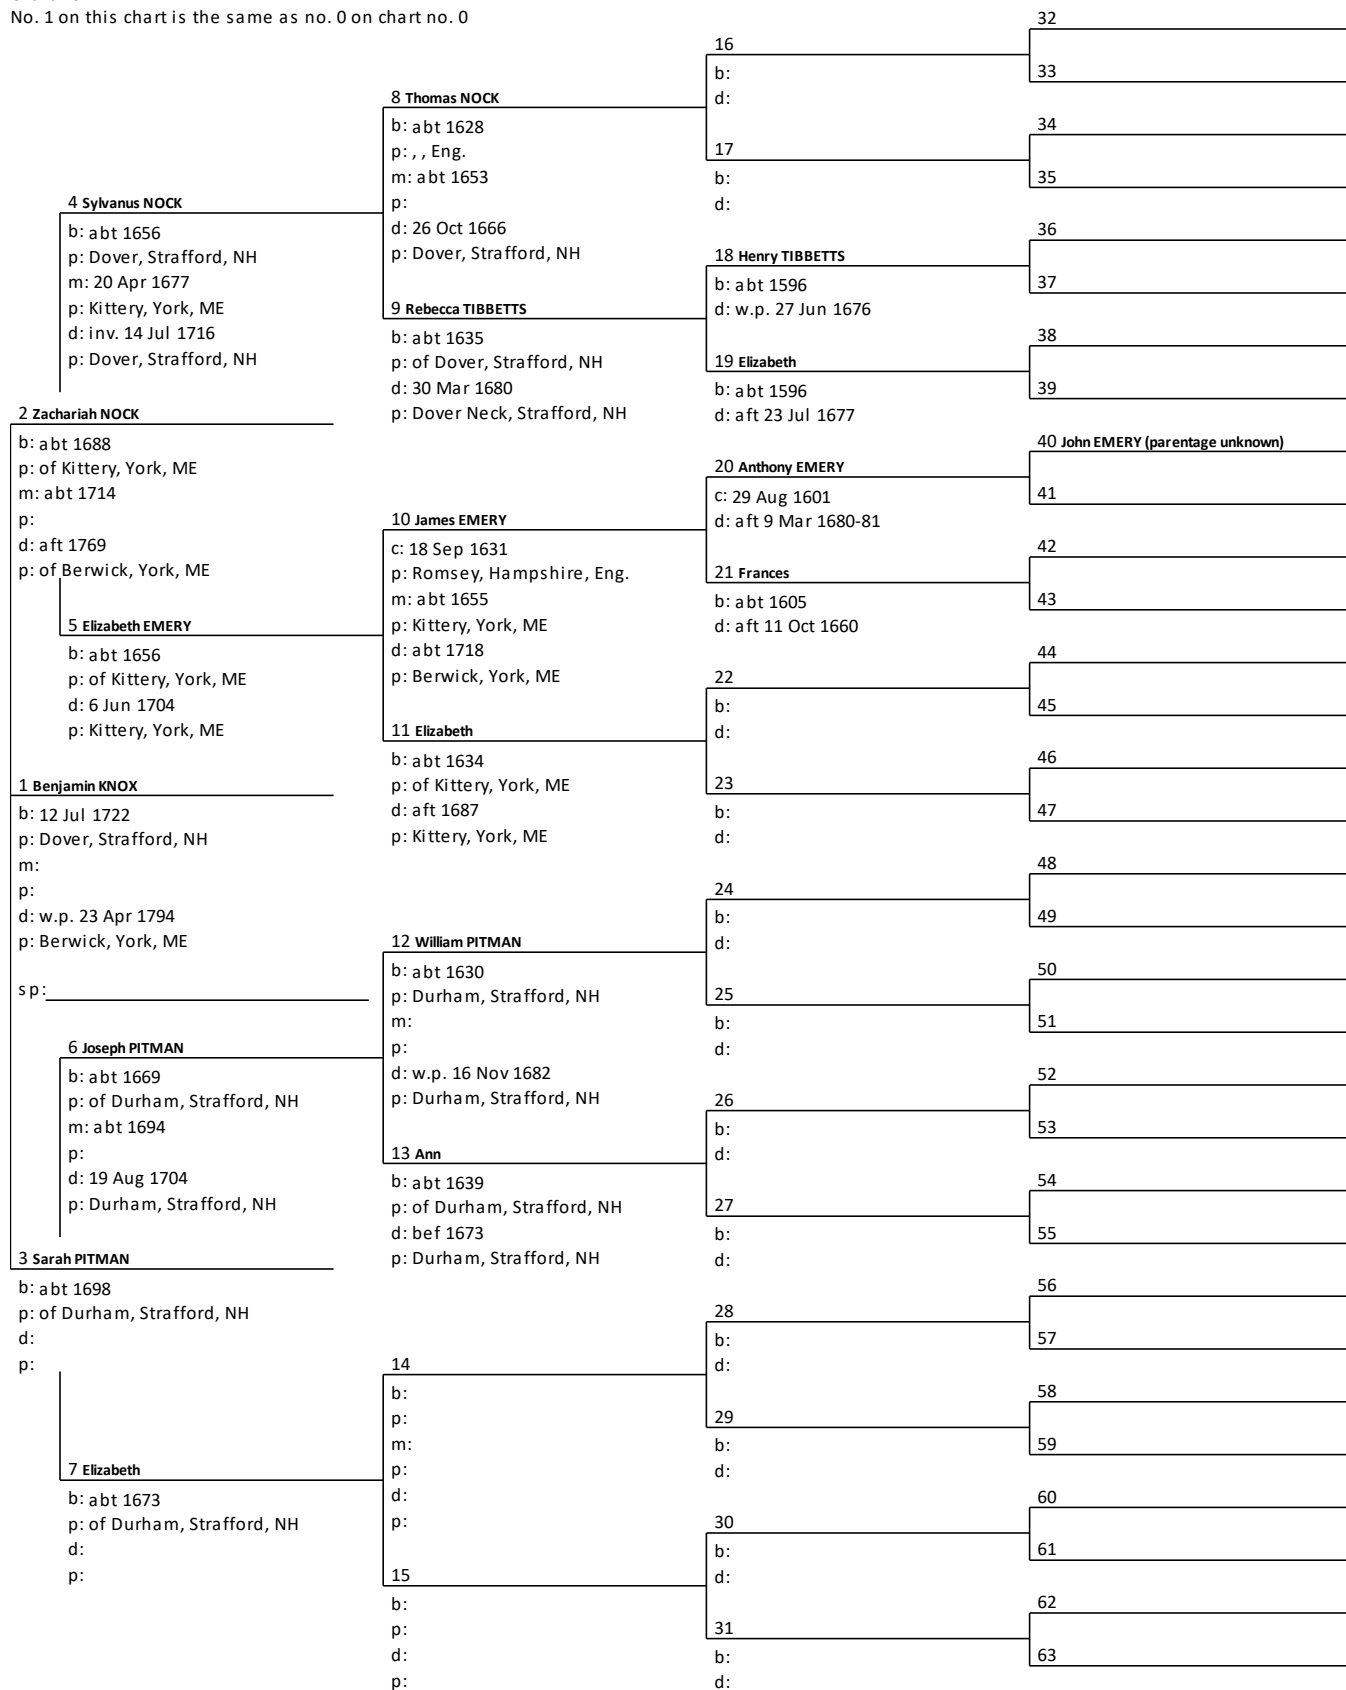 No. 1 on this chart is the same as no. 0 on chart no. 0
1 Benjamin KNOX
b: 12 Jul 1722
p: Dover, Strafford, NH
m:
p:
d: w.p. 23 Apr 1794
p: Berwick, York, ME
sp:
2 Zachariah NOCK
b: abt 1688
p: of Kittery, York, ME
m: abt 1714
p:
d: aft 1769
p: of Berwick, York, ME
3 Sarah PITMAN
b: abt 1698
p: of Durham, Strafford, NH
d:
p:
4 Sylvanus NOCK
b: abt 1656
p: Dover, Strafford, NH
m: 20 Apr 1677
p: Kittery, York, ME
d: inv. 14 Jul 1716
p: Dover, Strafford, NH
5 Elizabeth EMERY
b: abt 1656
p: of Kittery, York, ME
d: 6 Jun 1704
p: Kittery, York, ME
6 Joseph PITMAN
b: abt 1669
p: of Durham, Strafford, NH
m: abt 1694
p:
d: 19 Aug 1704
p: Durham, Strafford, NH
7 Elizabeth
b: abt 1673
p: of Durham, Strafford, NH
d:
p:
8 Thomas NOCK
b: abt 1628
p: , , Eng.
m: abt 1653
p:
d: 26 Oct 1666
p: Dover, Strafford, NH
9 Rebecca TIBBETTS
b: abt 1635
p: of Dover, Strafford, NH
d: 30 Mar 1680
p: Dover Neck, Strafford, NH
10 James EMERY
c: 18 Sep 1631
p: Romsey, Hampshire, Eng.
m: abt 1655
p: Kittery, York, ME
d: abt 1718
p: Berwick, York, ME
11 Elizabeth
b: abt 1634
p: of Kittery, York, ME
d: aft 1687
p: Kittery, York, ME
12 William PITMAN
b: abt 1630
p: Durham, Strafford, NH
m:
p:
d: w.p. 16 Nov 1682
p: Durham, Strafford, NH
13 Ann
b: abt 1639
p: of Durham, Strafford, NH
d: bef 1673
p: Durham, Strafford, NH
14
b:
p:
m:
p:
d:
p:
15
b:
p:
d:
p:
16
b:
d:
17
b:
d:
18 Henry TIBBETTS
b: abt 1596
d: w.p. 27 Jun 1676
19 Elizabeth
b: abt 1596
d: aft 23 Jul 1677
20 Anthony EMERY
c: 29 Aug 1601
d: aft 9 Mar 1680-81
21 Frances
b: abt 1605
d: aft 11 Oct 1660
22
b:
d:
23
b:
d:
24
b:
d:
25
b:
d:
26
b:
d:
27
b:
d:
28
b:
d:
29
b:
d:
30
b:
d:
31
b:
d:
32
33
34
35
36
37
38
39
40 John EMERY (parentage unknown)
41
42
43
44
45
46
47
48
49
50
51
52
53
54
55
56
57
58
59
60
61
62
63